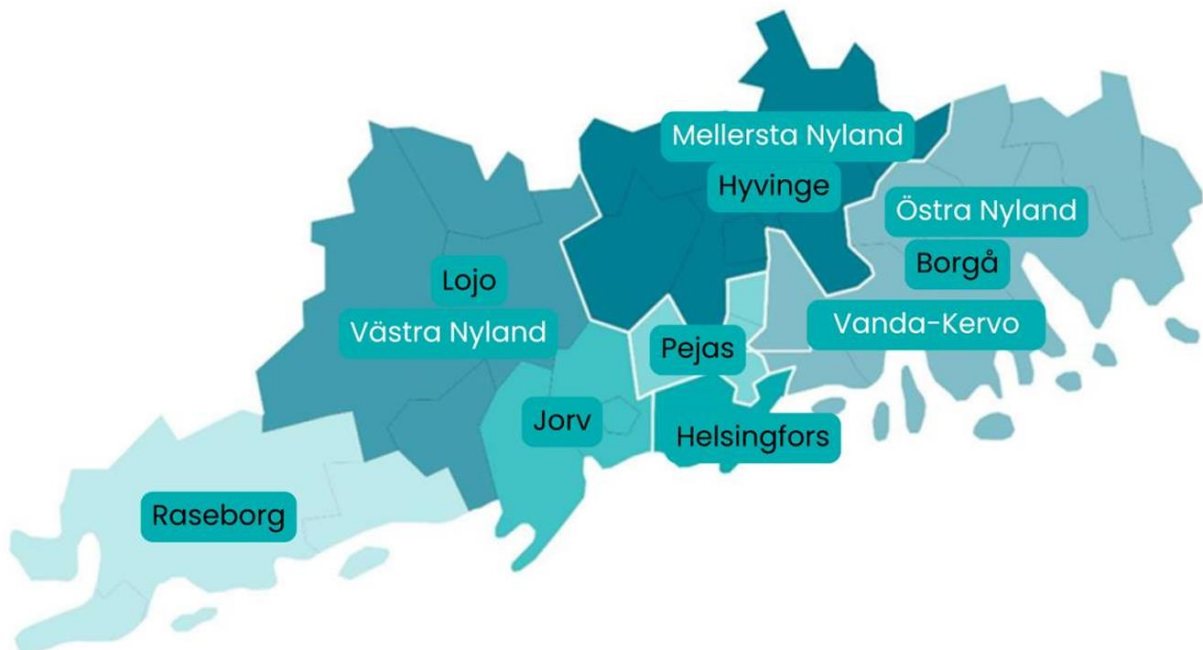 Mellersta Nyland
Hyvinge
Östra Nyland
Borgå
Lojo
Västra Nyland
Vanda-Kervo
Pejas
Jorv
Helsingfors
Raseborg